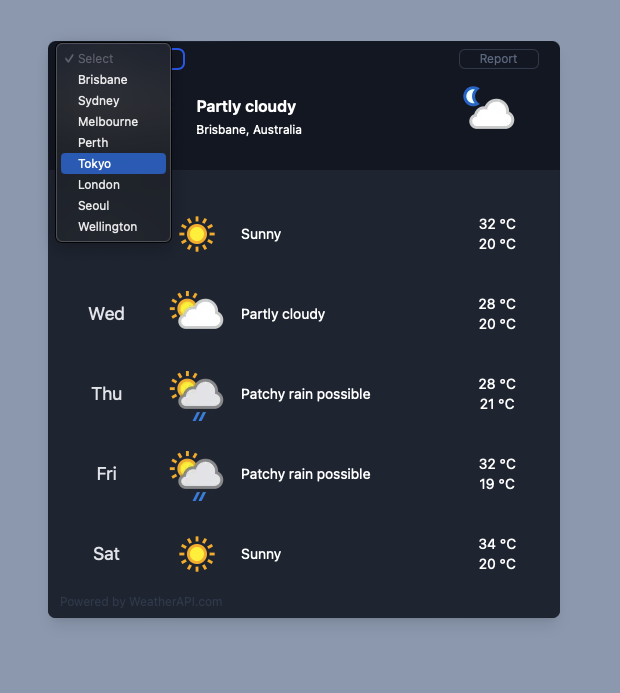 Select
Brisbane
Sydney
Melbourne
Perth
Tokyo
London
Seoul
Wellington
Report
Partly cloudy
Brisbane, Australia
Sunny
32 °C
20 °C
Wed
Partly cloudy
28 °C
20 °C
Thu
Patchy rain possible
28 °C
21 °C
Fri
Patchy rain possible
32 °C
19 °C
Sat
Sunny
34 °C
20 °C
Powered by WeatherAPI.com